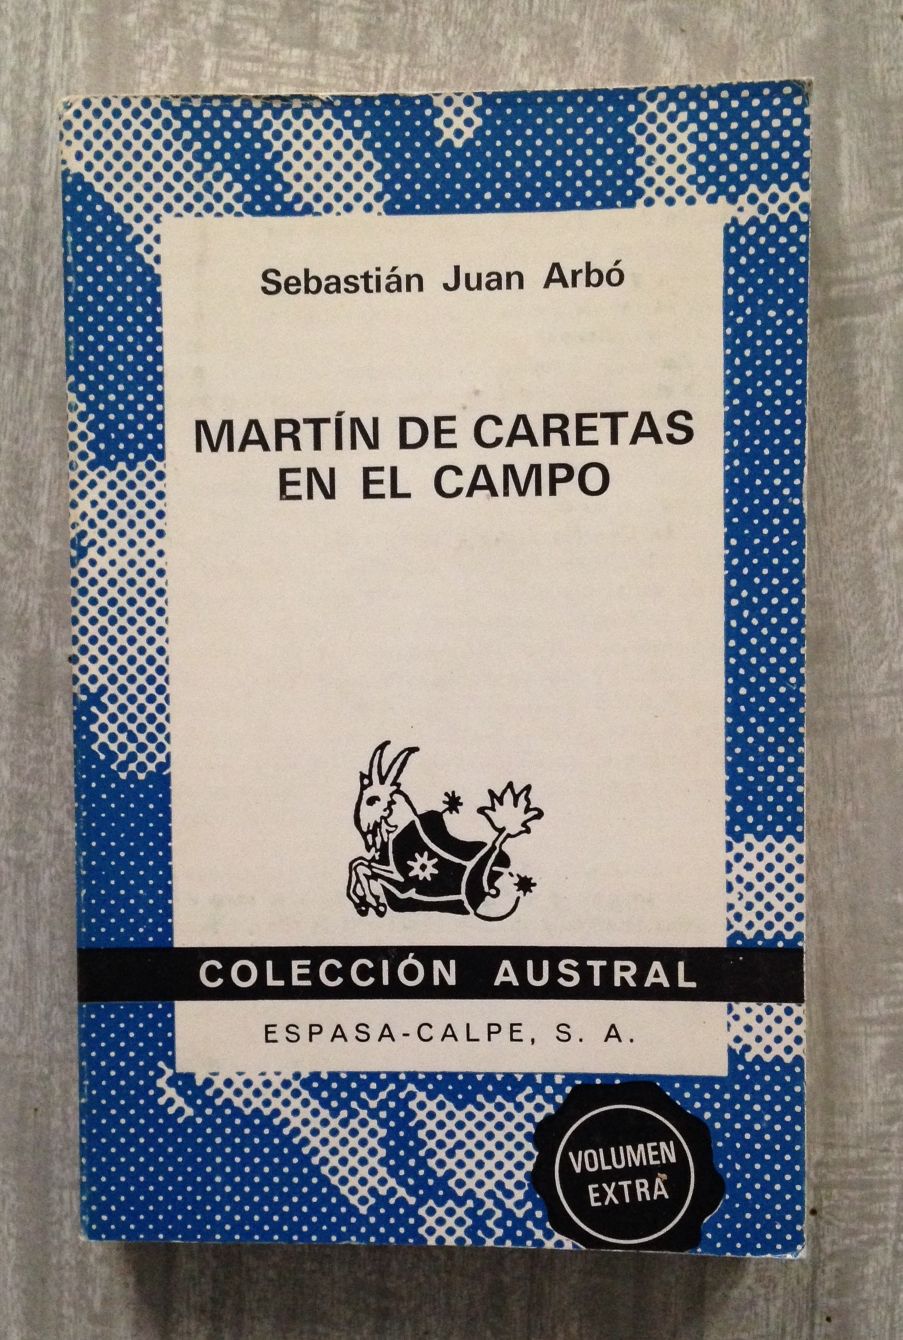 Sebastián Juan Arbó
MARTÍN DE CARETAS
EN EL CAMPO
COLECCIÓN AUSTRAL
ESPASA-CALPE, S. A.
VOLUMEN
EXTRA